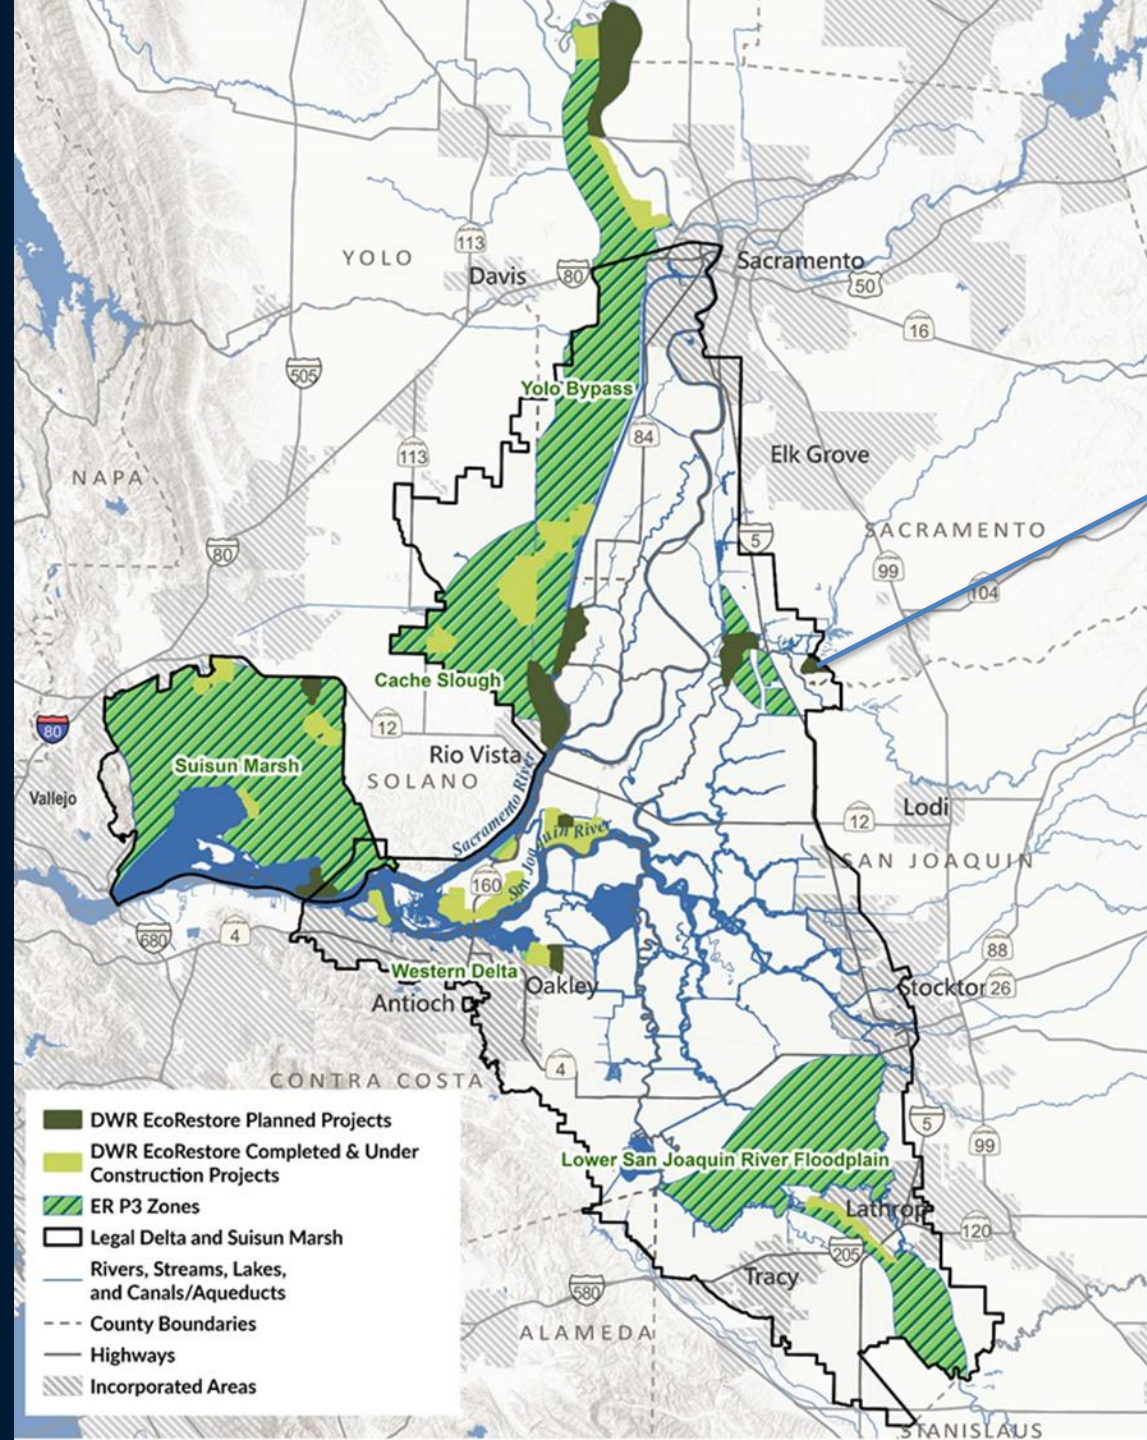 YOLO
113
Davis
80
Sacramento
50
16
505
Yolo Bypass
84
113
Elk Grove
NAPA
80
5
SACRAMENTO
99
104
Cache Slough
12
80
Rio Vista
Suisun Marsh
SOLANO
Vallejo
Sacramento River
Lodi
12
San Joaquin River
SAN JOAQUIN
160
680
4
88
Western Delta
Oakley
Stockton
26
Antioch
4
CONTRA COSTA
5
99
Lower San Joaquin River Floodplain
Lathrop
120
205
Tracy
580
ALAMEDA
STANISLAUS
DWR EcoRestore Planned Projects
DWR EcoRestore Completed & Under
Construction Projects
ER P3 Zones
Legal Delta and Suisun Marsh
Rivers, Streams, Lakes,
and Canals/Aqueducts
County Boundaries
Highways
Incorporated Areas